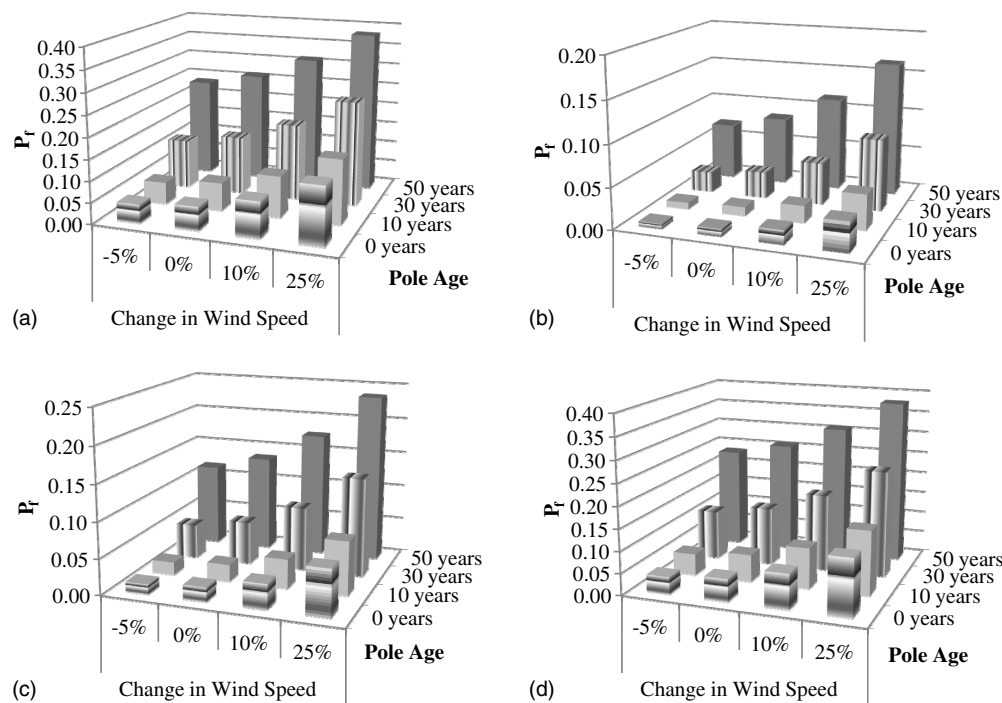 0.40
0.35
0.30
0.25
0.20
0.15
0.10
0.05
0.00
Pf
-5%
0%
10%
25%
50 years
30 years
10 years
0 years
Pole Age
Change in Wind Speed
(a)
0.20
0.15
0.10
0.05
0.00
Pf
-5%
0%
10%
25%
50 years
30 years
10 years
0 years
Pole Age
Change in Wind Speed
(b)
0.25
0.20
0.15
0.10
0.05
0.00
Pf
-5%
0%
10%
25%
50 years
30 years
10 years
0 years
Pole Age
Change in Wind Speed
(c)
0.40
0.35
0.30
0.25
0.20
0.15
0.10
0.05
0.00
Pf
-5%
0%
10%
25%
50 years
30 years
10 years
0 years
Pole Age
Change in Wind Speed
(d)